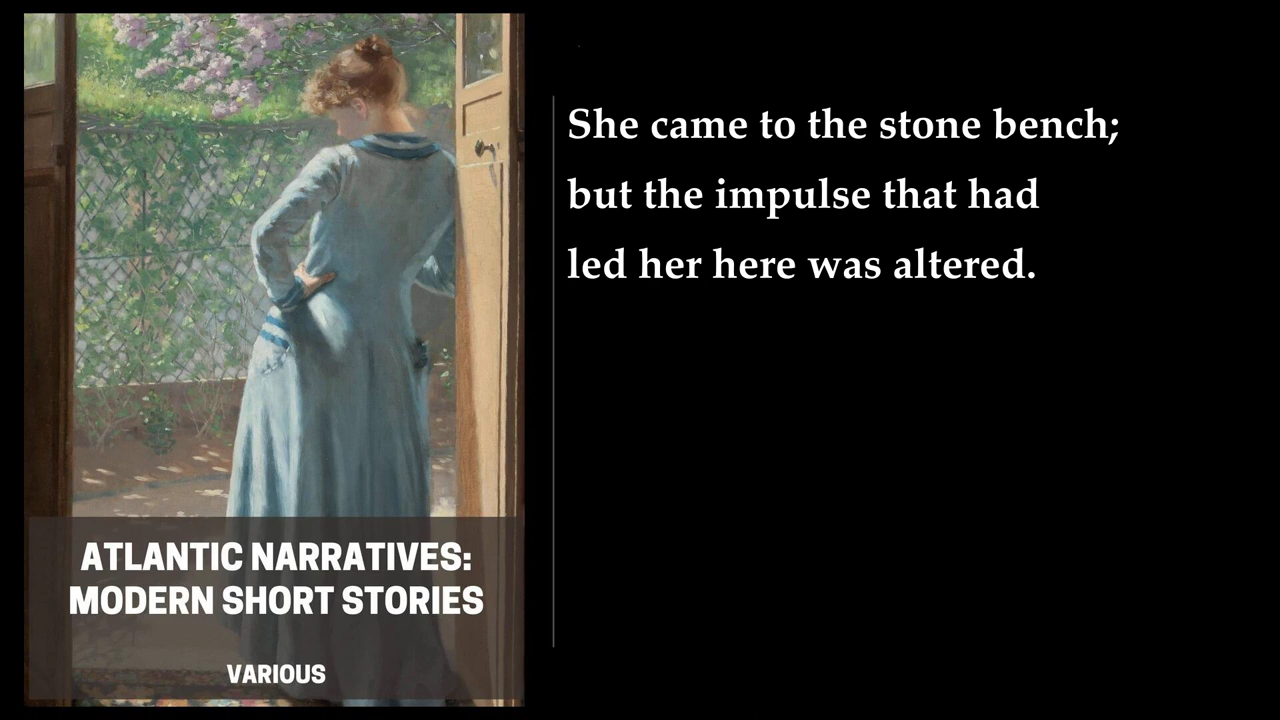 She came to the stone bench;
but the impulse that had
led her here was altered.
ATLANTIC NARRATIVES:
MODERN SHORT STORIES
VARIOUS